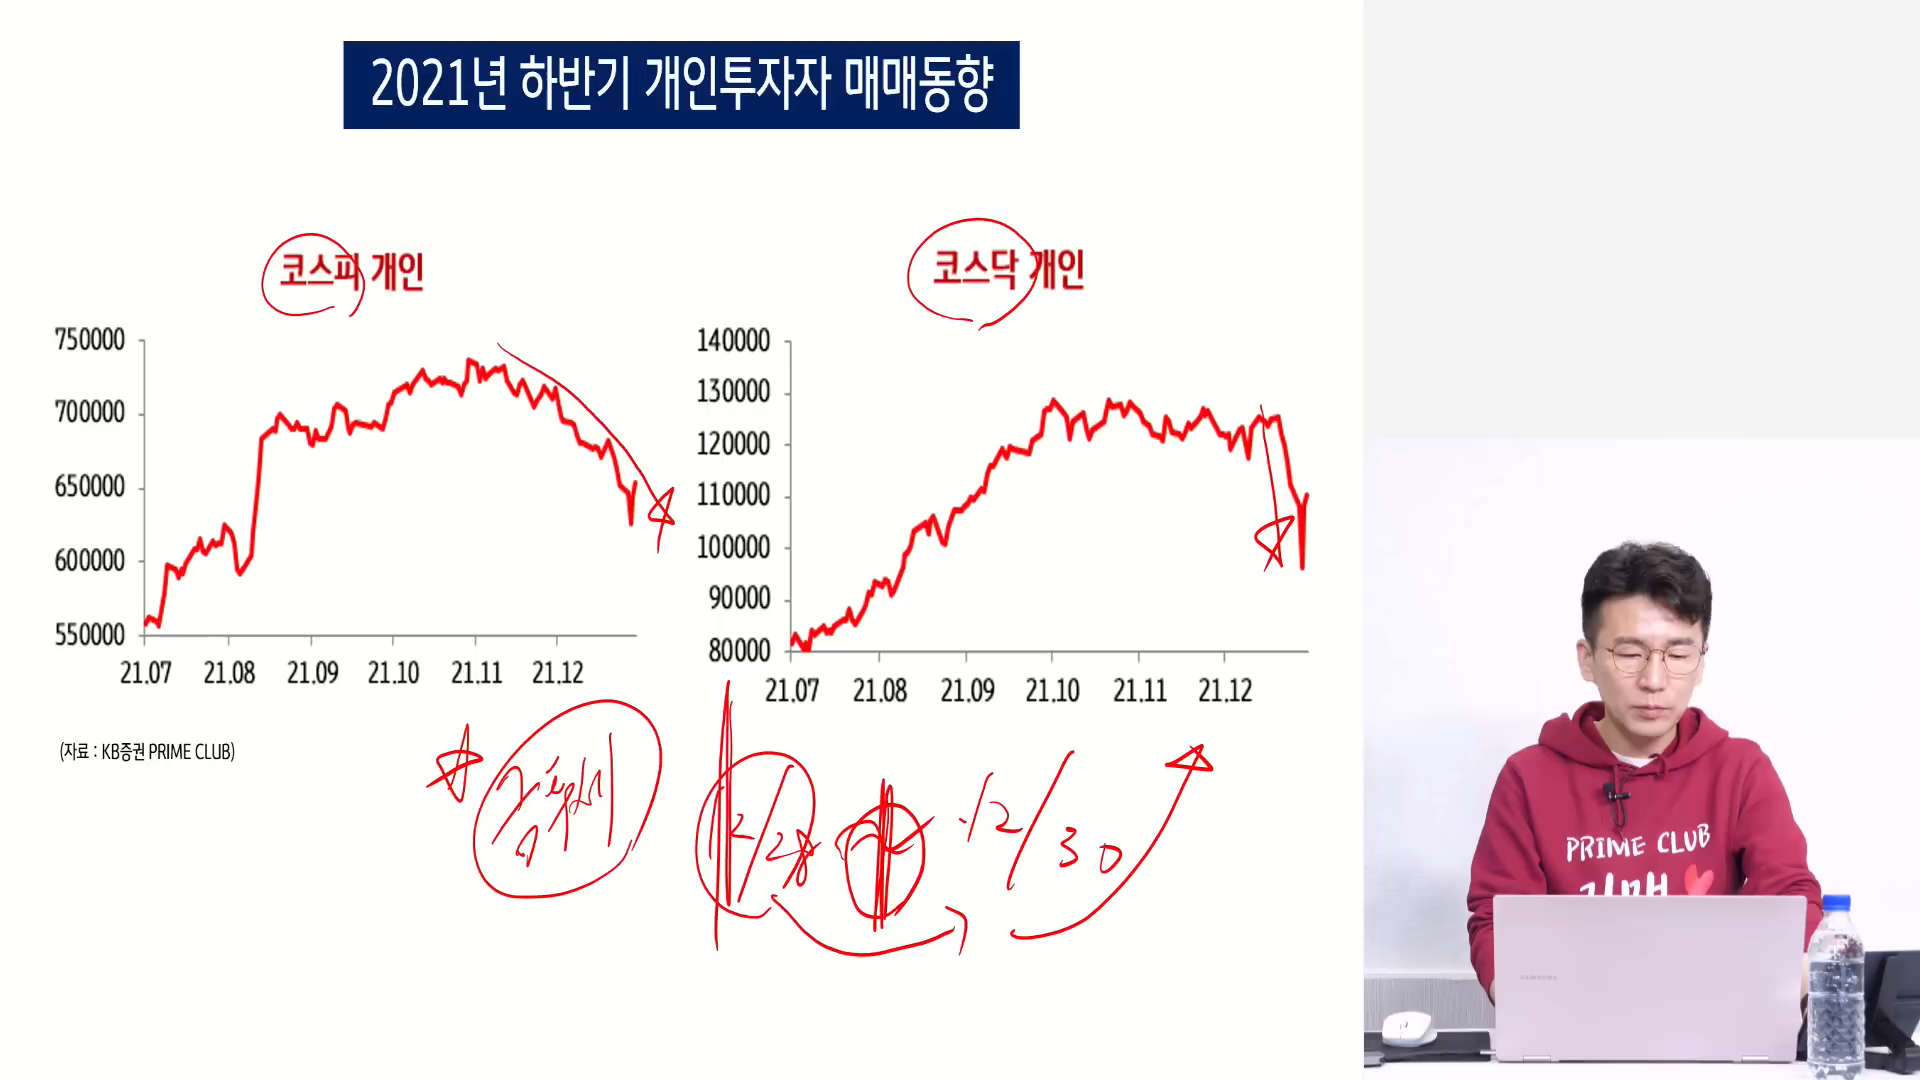 2021년 하반기 개인투자자 매매동향
코스피 개인
코스닥 개인
750000
700000
650000
600000
550000
21.07 21.08 21.09 21.10 21.11 21.12
140000
130000
120000
110000
100000
90000
80000
21.07 21.08 21.09 21.10 21.11 21.12
(자료 : KB증권 PRIME CLUB)
12/28
12/30
PRIME CLUB
SAMSUNG